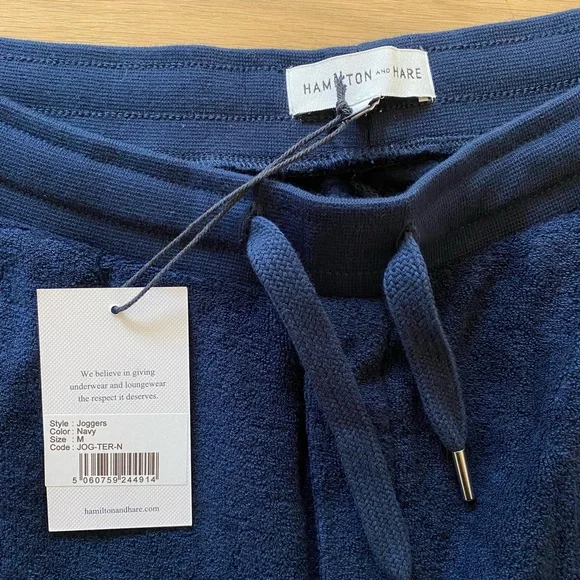 HAMILTON AND HARE
We believe in giving
underwear and loungewear
the respect it deserves.
Style : Joggers
Color : Navy
Size : M
Code : JOG-TER-N
5 060759 244914
hamiltonandhare.com